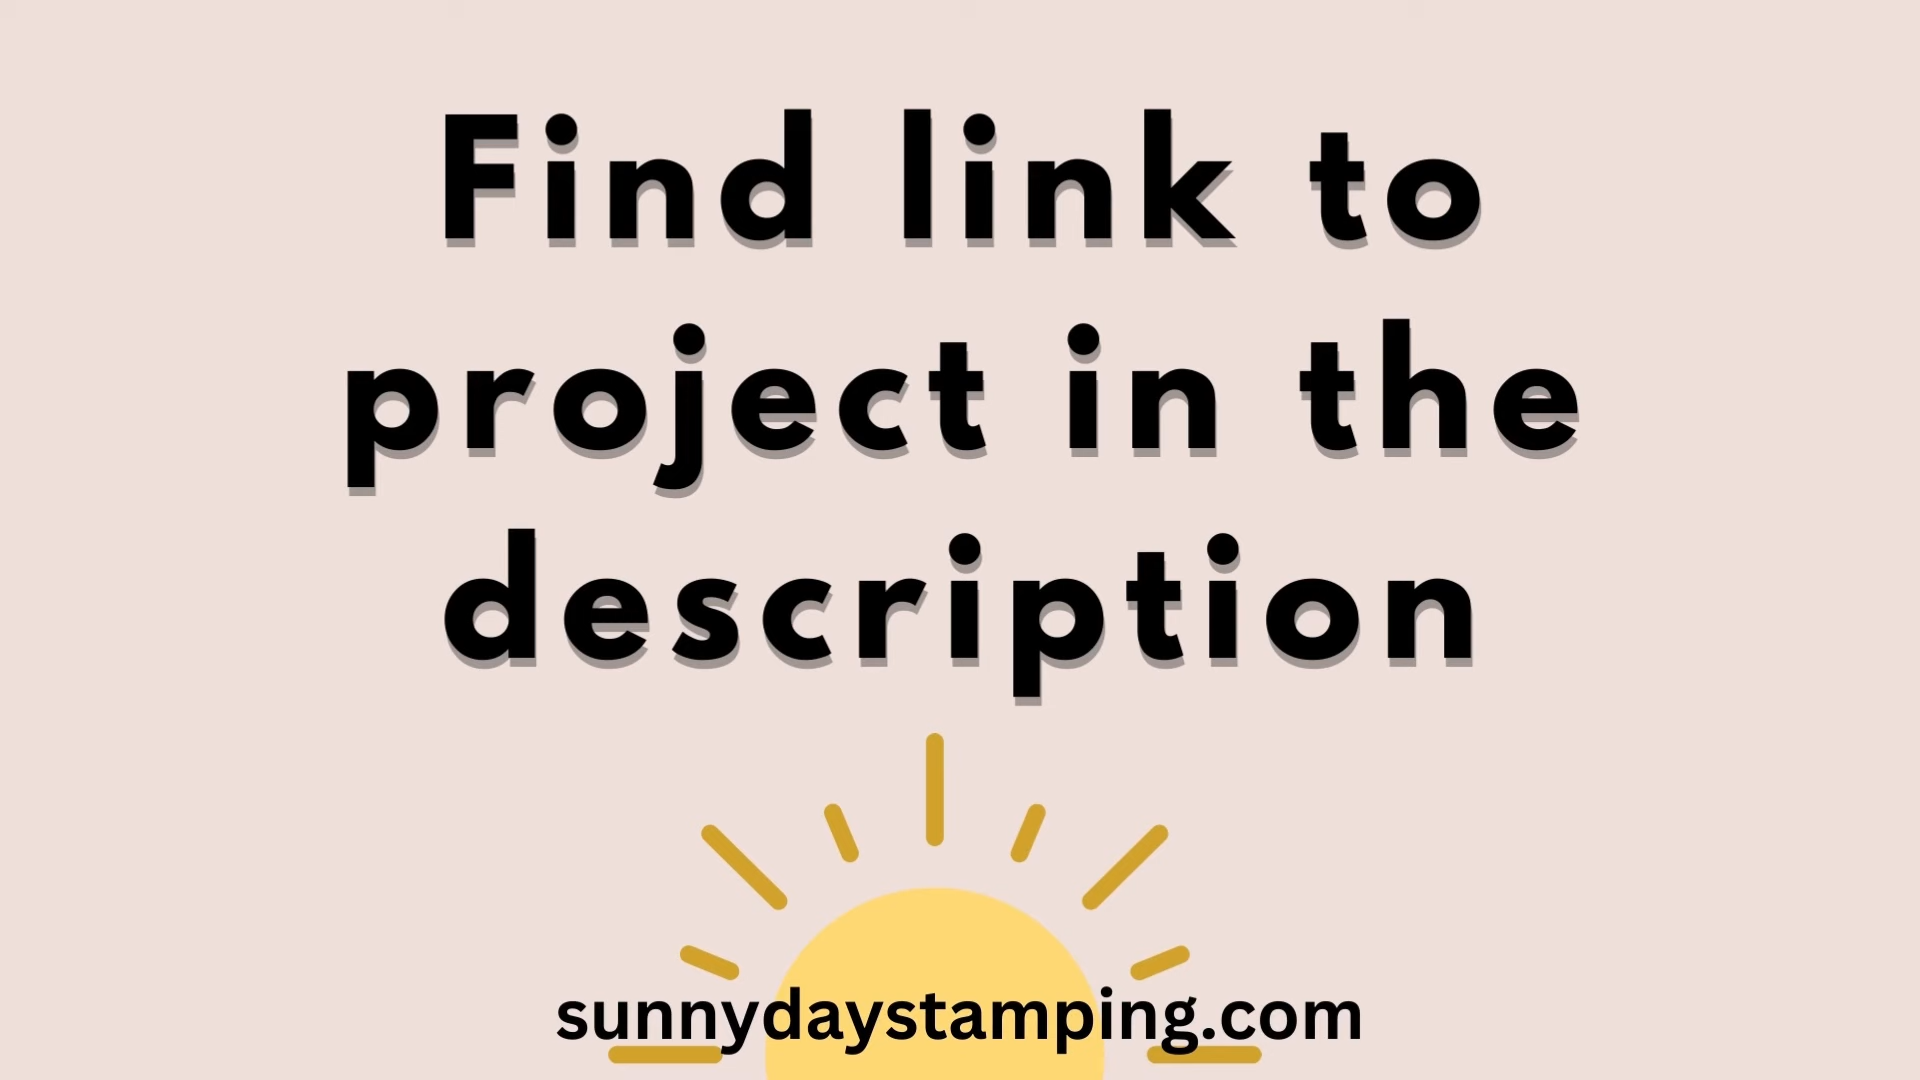 Find link to
project in the
description
sunnydaystamping.com